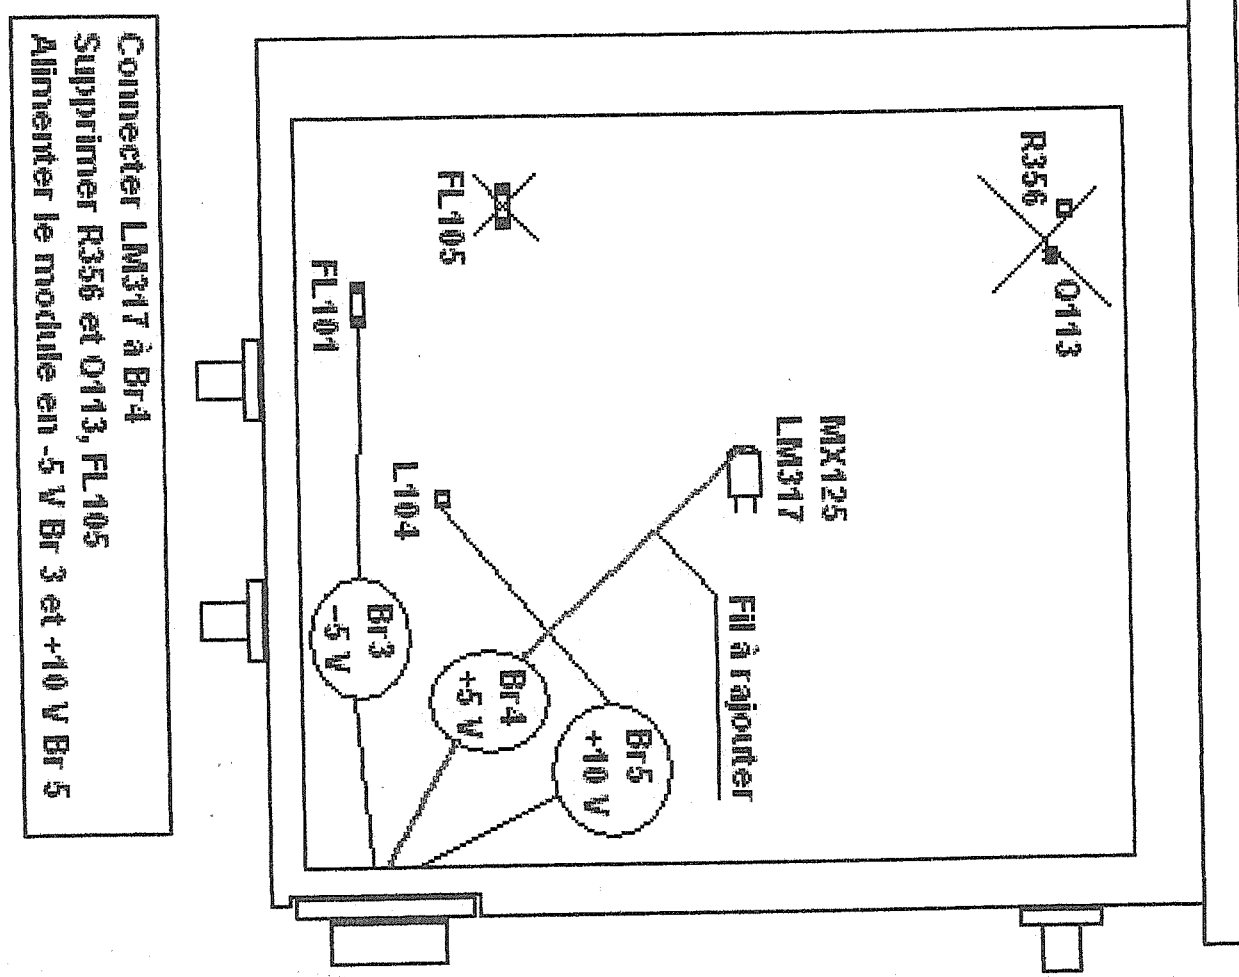 Connecter LM317 à Br4
Supprimer R356 et Q113, FL105
Alimenter le module en -5 V Br 3 et +10 V Br 5
R356
Q113
FL105
FL101
MX125
LM317
L104
Fil à rajouter
Br3
-5 V
Br4
+5 V
Br5
+10 V